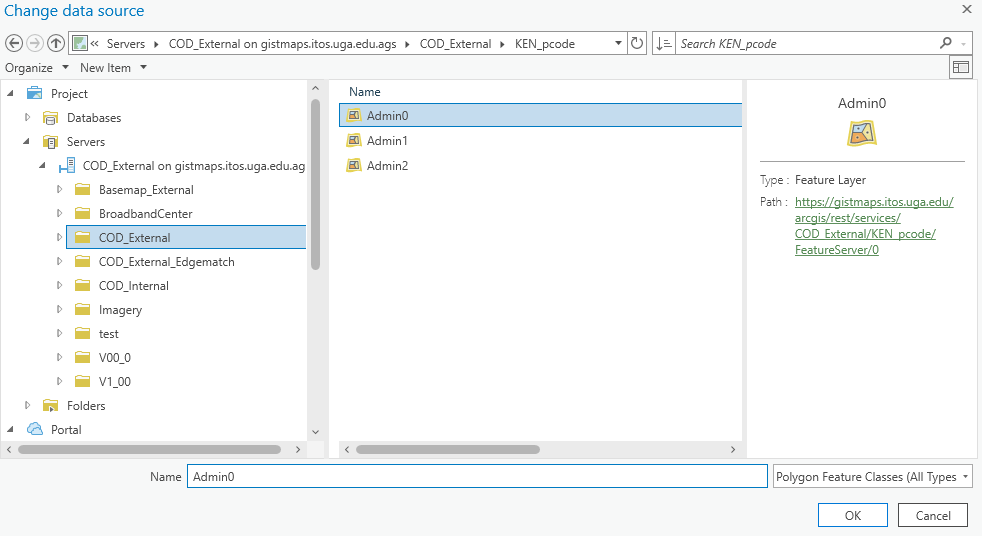 Change data source
« Servers COD_External on gistmaps.itos.uga.edu.ags COD_External KEN_pcode
Search KEN_pcode
Organize New Item
Project
Databases
Servers
COD_External on gistmaps.itos.uga.edu.ag
Basemap_External
BroadbandCenter
COD_External
COD_External_Edgematch
COD_Internal
Imagery
test
V00_0
V1_00
Folders
Portal
Name
Admin0
Admin1
Admin2
Admin0
Type : Feature Layer
Path : https://gistmaps.itos.uga.edu/
arcgis/rest/services/
COD_External/KEN_pcode/
FeatureServer/0
Name Admin0 Polygon Feature Classes (All Types
OK Cancel